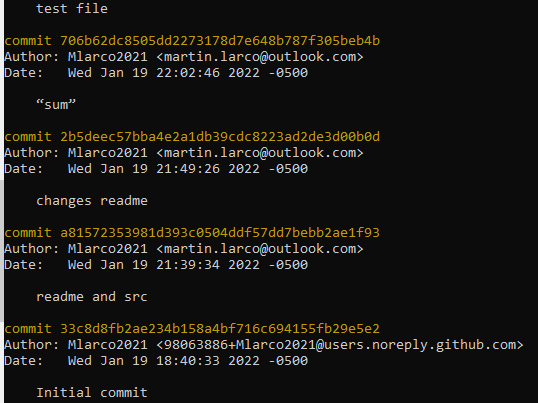 test file
commit 706b62dc8505dd2273178d7e648b787f305beb4b
Author: Mlarco2021 <martin.larco@outlook.com>
Date: Wed Jan 19 22:02:46 2022 -0500
“sum”
commit 2b5deec57bba4e2a1db39cdc8223ad2de3d00b0d
Author: Mlarco2021 <martin.larco@outlook.com>
Date: Wed Jan 19 21:49:26 2022 -0500
changes readme
commit a81572353981d393c0504ddf57dd7bebb2ae1f93
Author: Mlarco2021 <martin.larco@outlook.com>
Date: Wed Jan 19 21:39:34 2022 -0500
readme and src
commit 33c8d8fb2ae234b158a4bf716c694155fb29e5e2
Author: Mlarco2021 <98063886+Mlarco2021@users.noreply.github.com>
Date: Wed Jan 19 18:40:33 2022 -0500
Initial commit